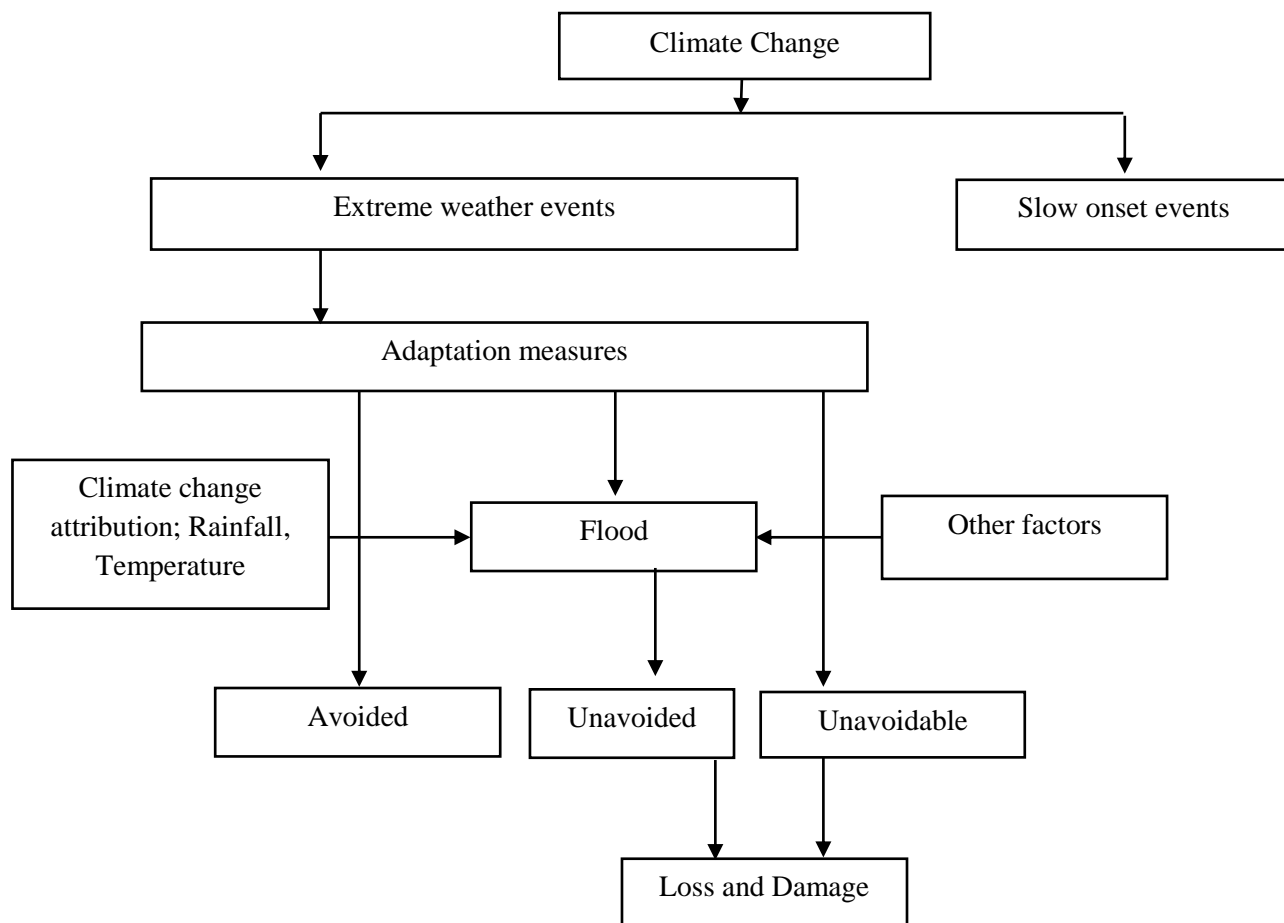 Climate Change
Extreme weather events
Slow onset events
Adaptation measures
Climate change
attribution; Rainfall,
Temperature
Flood
Other factors
Avoided
Unavoided
Unavoidable
Loss and Damage